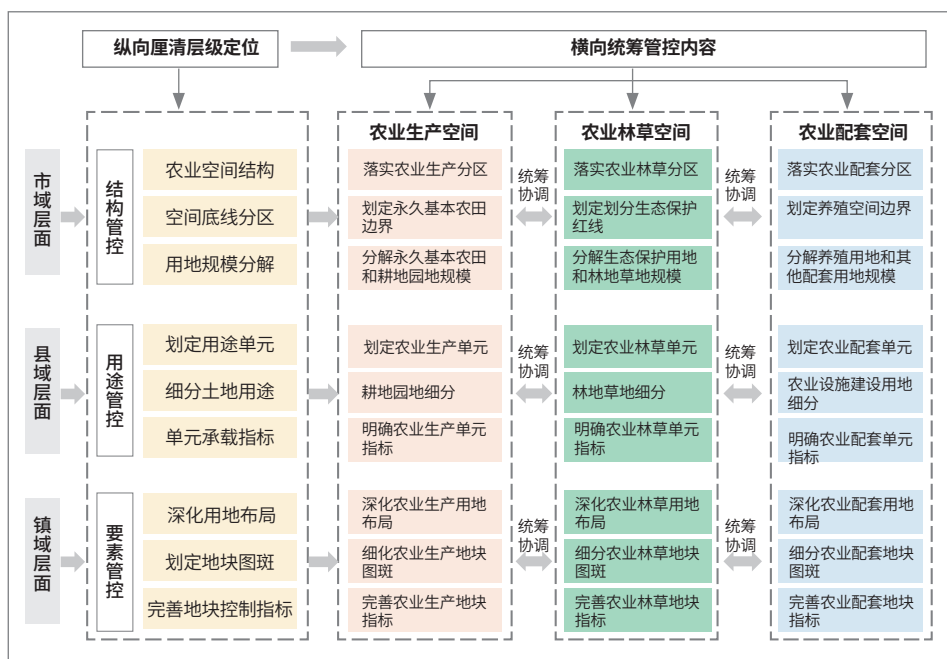 纵向厘清层级定位
横向统筹管控内容
农业生产空间
农业林草空间
农业配套空间
市域层面
结构管控
农业空间结构
空间底线分区
用地规模分解
落实农业生产分区
划定永久基本农田
边界
分解永久基本农田
和耕地园地规模
统筹
协调
落实农业林草分区
划定划分生态保护
红线
分解生态保护用地
和林地草地规模
统筹
协调
落实农业配套分区
划定养殖空间边界
分解养殖用地和其
他配套用地规模
县域层面
用途管控
划定用途单元
细分土地用途
单元承载指标
划定农业生产单元
耕地园地细分
明确农业生产单元
指标
统筹
协调
划定农业林草单元
林地草地细分
明确农业林草单元
指标
统筹
协调
划定农业配套单元
农业设施建设用地
细分
明确农业配套单元
指标
镇域层面
要素管控
深化用地布局
划定地块图斑
完善地块控制指标
深化农业生产用地
布局
细化农业生产地块
图斑
完善农业生产地块
指标
统筹
协调
深化农业林草用地
布局
细分农业林草地块
图斑
完善农业林草地块
指标
统筹
协调
深化农业配套用地
布局
细分农业配套地块
图斑
完善农业配套地块
指标